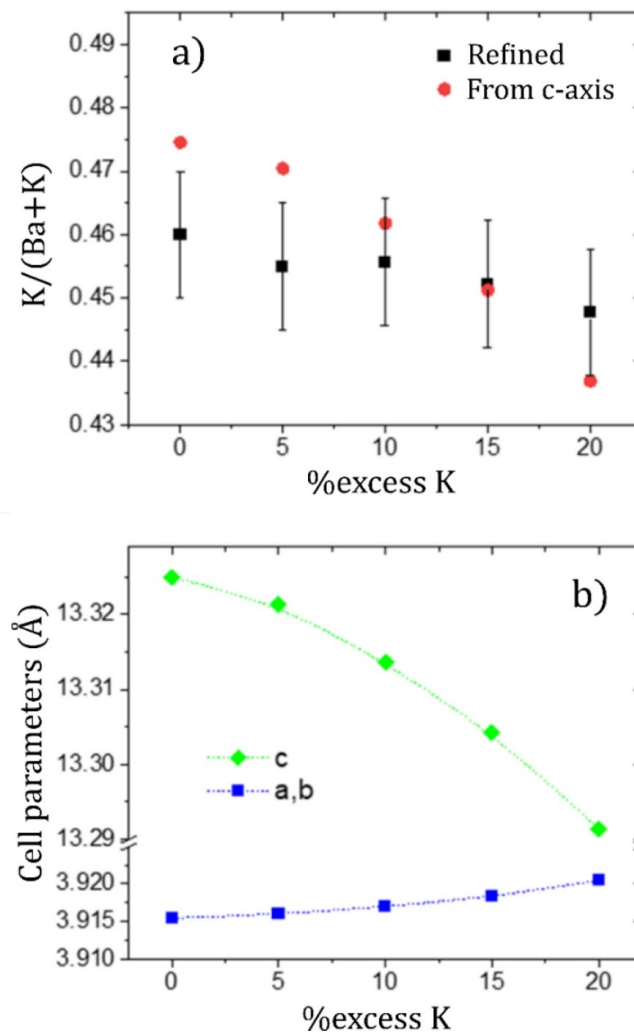 a)
Refined
From c-axis
K/(Ba+K)
0.49
0.48
0.47
0.46
0.45
0.44
0.43
0 5 10 15 20
%excess K
b)
Cell parameters (Å)
13.32
13.31
13.30
13.29
3.920
3.915
3.910
c
a,b
0 5 10 15 20
%excess K